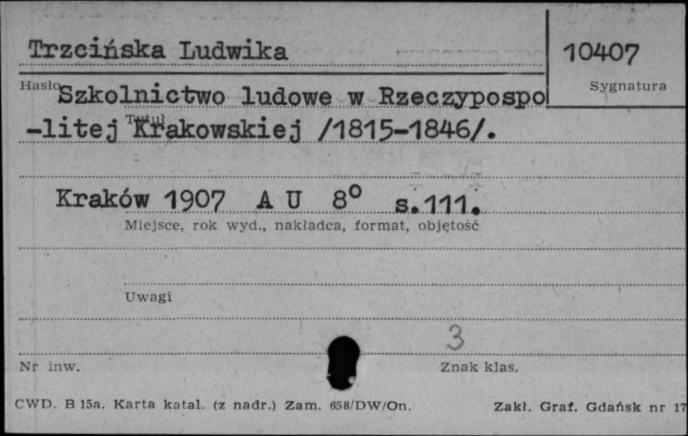 Trzcińska Ludwika
10407
Hasło
Sygnatura
Szkolnictwo ludowe w Rzeczypospo
-litej Krakowskiej /1815-1846/.
Tytuł
Kraków 1907 A U 8° s.111.
Miejsce, rok wyd., nakładca, format, objętość
Uwagi
3
Nr inw.
Znak klas.
CWD. B 15a. Karta katal. (z nadr.) Zam. 658/DW/On.
Zakł. Graf. Gdańsk nr 17